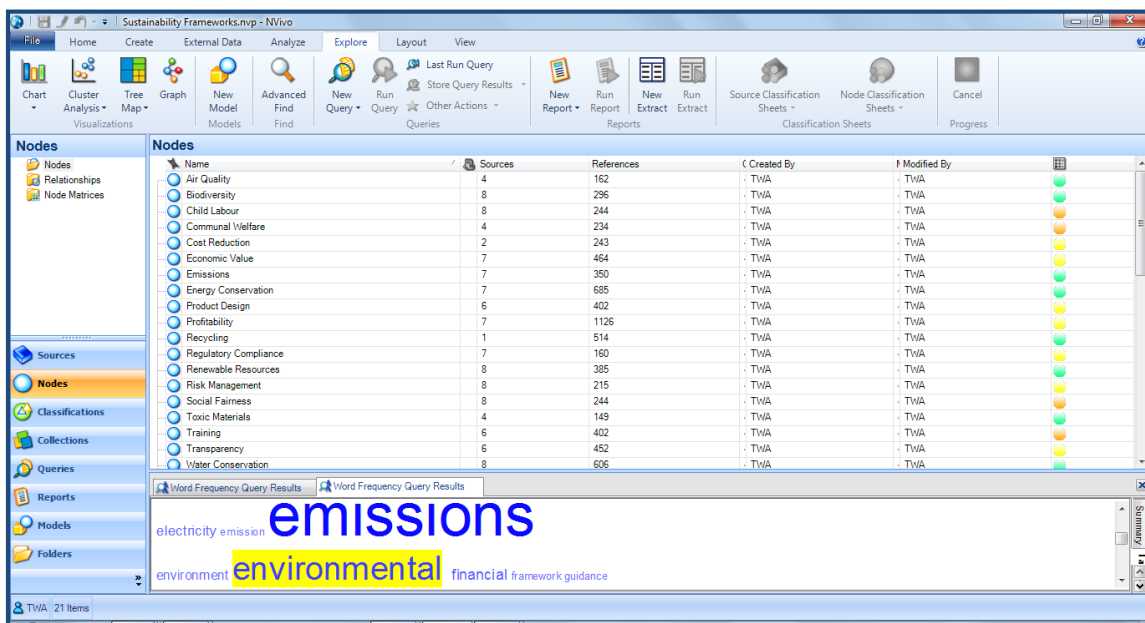 Sustainability Frameworks.nvp - NVivo
File Home Create External Data Analyze Explore Layout View
Chart Cluster Analysis Tree Map Graph New Model Advanced Find New Query Run Query Last Run Query Store Query Results Other Actions New Report Run Report New Extract Run Extract Source Classification Sheets Node Classification Sheets Cancel
Visualizations Models Find Queries Reports Classification Sheets Progress
Nodes
Nodes
Relationships
Node Matrices
Sources
Nodes
Classifications
Collections
Queries
Reports
Models
Folders
Nodes
Name Sources References Created By Modified By
Air Quality 4 162 TWA TWA
Biodiversity 8 296 TWA TWA
Child Labour 8 244 TWA TWA
Communal Welfare 4 234 TWA TWA
Cost Reduction 2 243 TWA TWA
Economic Value 7 464 TWA TWA
Emissions 7 350 TWA TWA
Energy Conservation 7 685 TWA TWA
Product Design 6 402 TWA TWA
Profitability 7 1126 TWA TWA
Recycling 1 514 TWA TWA
Regulatory Compliance 7 160 TWA TWA
Renewable Resources 8 385 TWA TWA
Risk Management 8 215 TWA TWA
Social Fairness 8 244 TWA TWA
Toxic Materials 4 149 TWA TWA
Training 6 402 TWA TWA
Transparency 6 452 TWA TWA
Water Conservation 8 606 TWA TWA
Word Frequency Query Results Word Frequency Query Results
electricity emission emissions
environment environmental financial framework guidance
Summary
TWA 21 Items